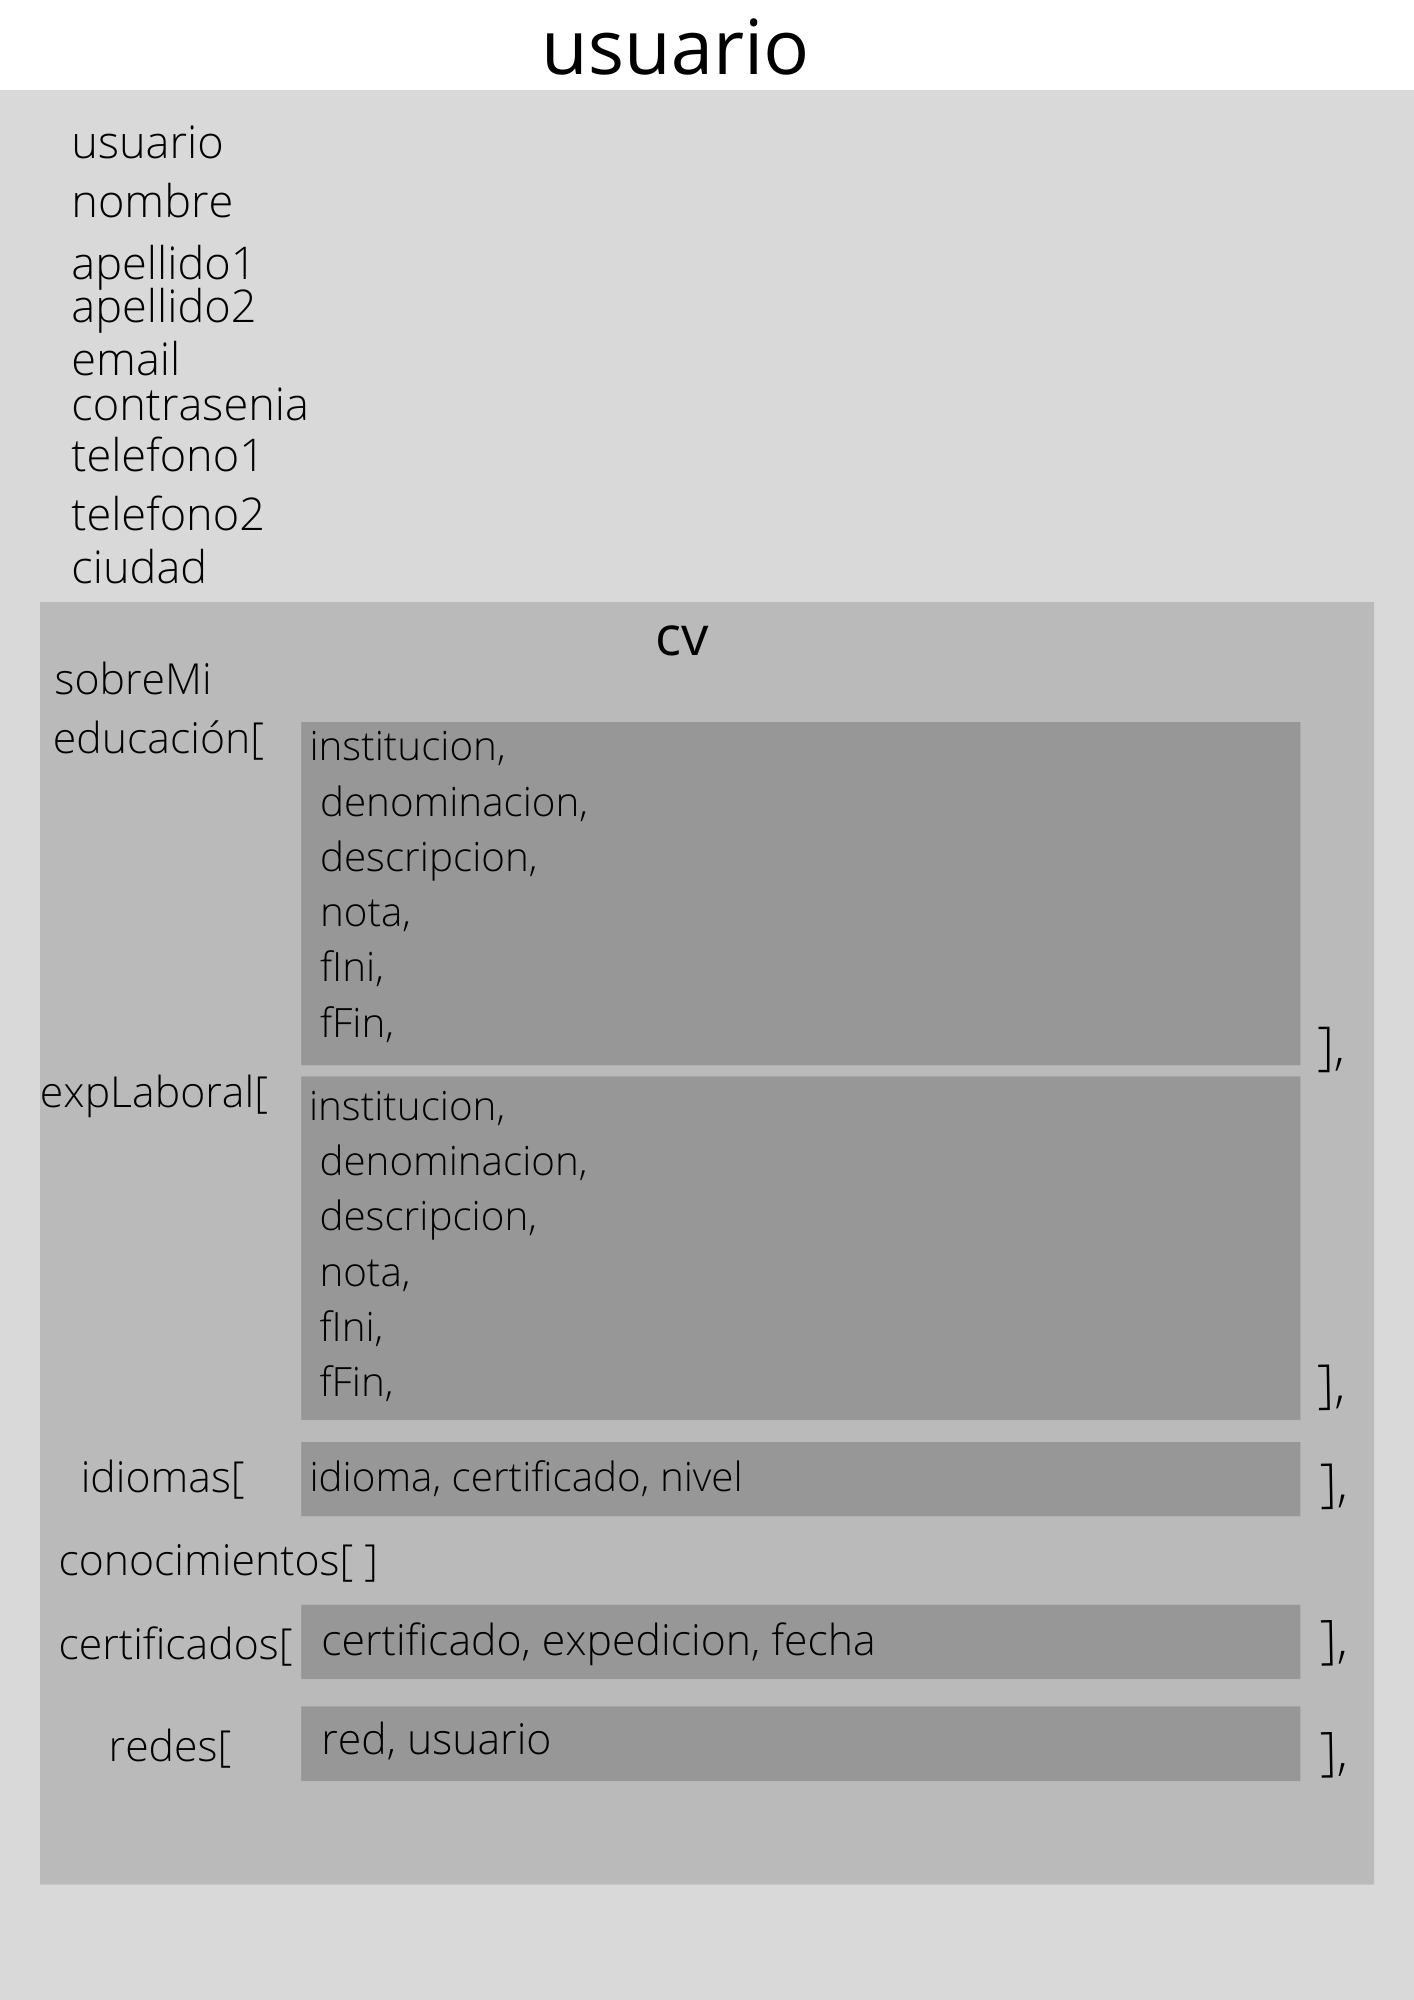 usuario
usuario
nombre
apellido1
apellido2
email
contrasenia
telefono1
telefono2
ciudad
cv
sobreMi
educación[
institucion,
denominacion,
descripcion,
nota,
fIni,
fFin,
],
expLaboral[
institucion,
denominacion,
descripcion,
nota,
fIni,
fFin,
],
idiomas[ idioma, certificado, nivel ],
conocimientos[ ]
certificados[ certificado, expedicion, fecha ],
redes[ red, usuario ],